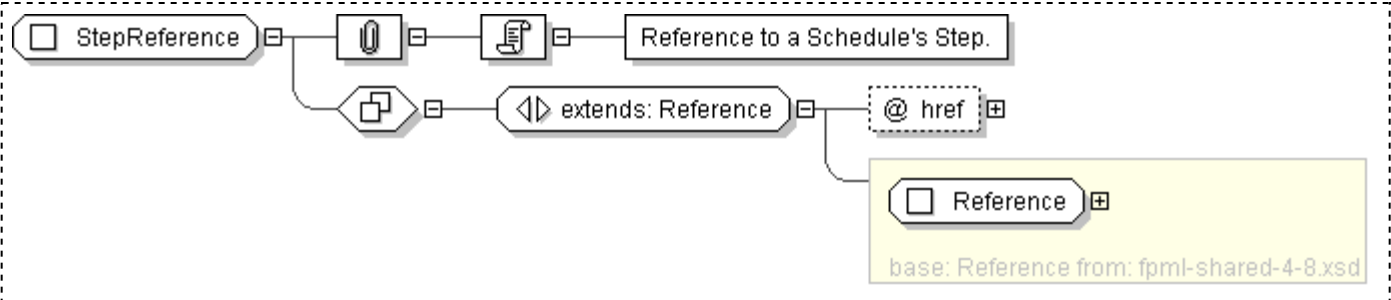 StepReference
Reference to a Schedule's Step.
extends: Reference
@ href
Reference
base: Reference from: fpml-shared-4-8.xsd